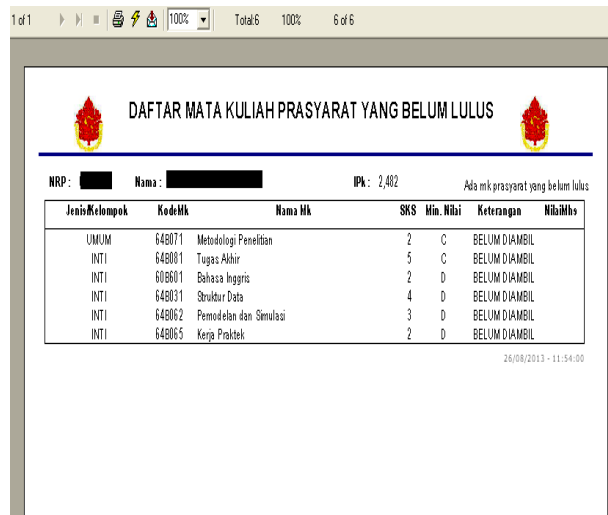 1 of 1 100% Total:6 100% 6 of 6
DAFTAR MATA KULIAH PRASYARAT YANG BELUM LULUS
NRP : Nama : IPk : 2,482 Ada mk prasyarat yang belum lulus
Jenis/Kelompok KodeMk Nama Mk SKS Min. Nilai Keterangan NilaiMhs
UMUM 64B071 Metodologi Penelitian 2 C BELUM DIAMBIL
INTI 64B081 Tugas Akhir 5 C BELUM DIAMBIL
INTI 60B601 Bahasa Inggris 2 D BELUM DIAMBIL
INTI 64B031 Struktur Data 4 D BELUM DIAMBIL
INTI 64B062 Pemodelan dan Simulasi 3 D BELUM DIAMBIL
INTI 64B065 Kerja Praktek 2 D BELUM DIAMBIL
26/08/2013 - 11:54:00